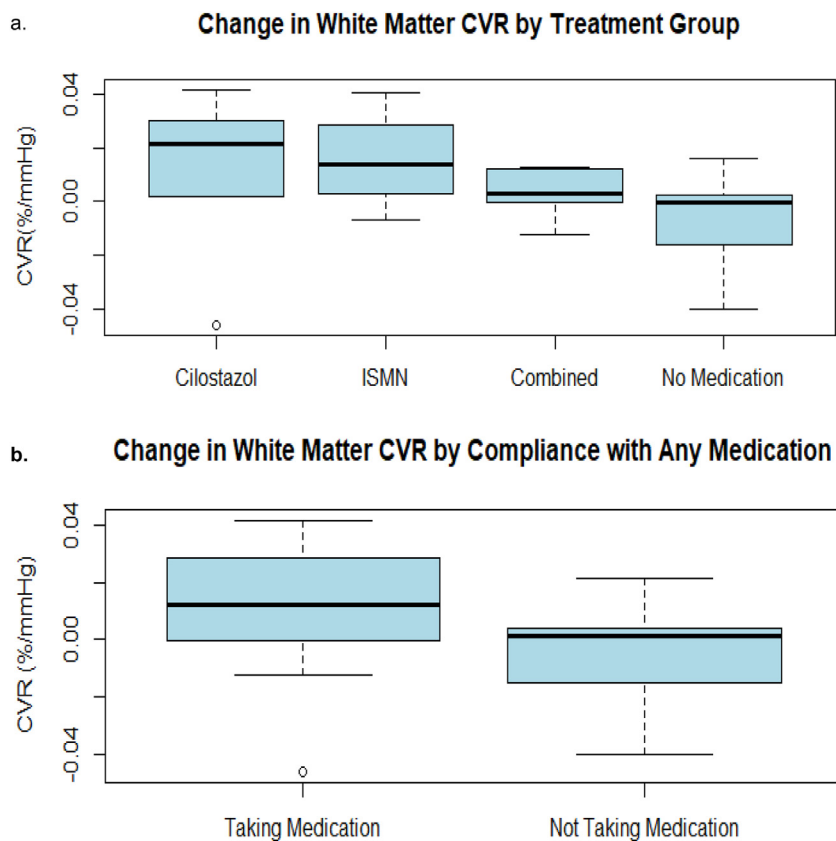 a.
Change in White Matter CVR by Treatment Group
CVR(%/mmHg)
0.04
0.00
-0.04
Cilostazol ISMN Combined No Medication
b.
Change in White Matter CVR by Compliance with Any Medication
CVR (%/mmHg)
0.04
0.00
-0.04
Taking Medication Not Taking Medication